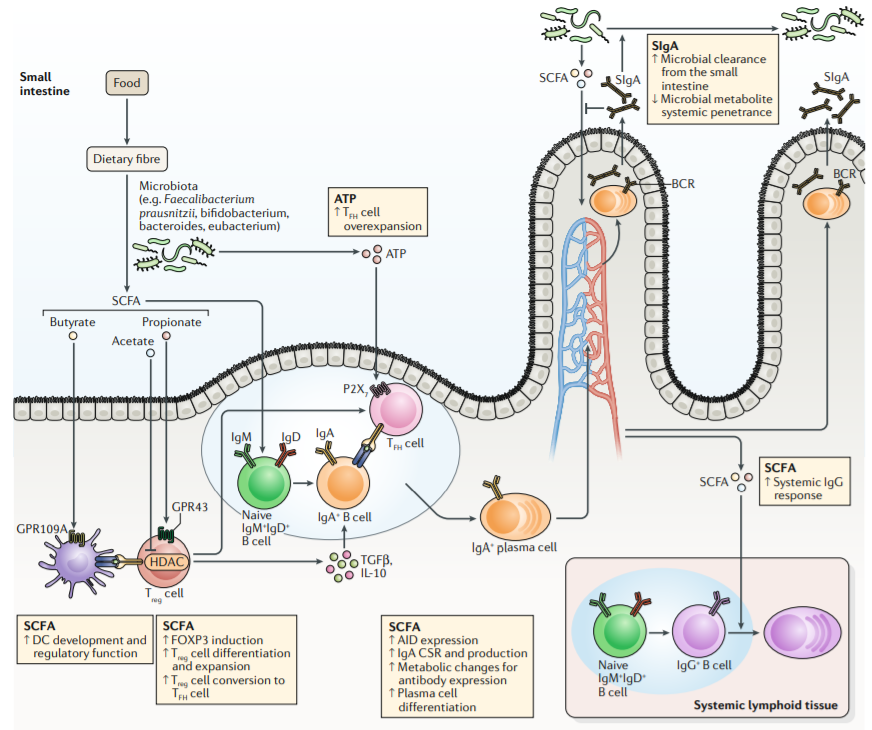 Small
intestine
Food
Dietary fibre
Microbiota
(e.g. Faecalibacterium
prausnitzii, bifidobacterium,
bacteroides, eubacterium)
SCFA
Butyrate
Propionate
Acetate
ATP
↑ TFH cell
overexpansion
ATP
P2X7
TFH cell
IgM
IgD
IgA
Naive
IgM+IgD+
B cell
IgA+ B cell
GPR109A
GPR43
HDAC
Treg cell
TGFβ,
IL-10
IgA+ plasma cell
SCFA
↑ DC development and
regulatory function
SCFA
↑ FOXP3 induction
↑ Treg cell differentiation
and expansion
↑ Treg cell conversion to
TFH cell
SCFA
↑ AID expression
↑ IgA CSR and production
↑ Metabolic changes for
antibody expression
↑ Plasma cell
differentiation
SCFA
SIgA
SIgA
↑ Microbial clearance
from the small
intestine
↓ Microbial metabolite
systemic penetrance
SIgA
BCR
BCR
SCFA
SCFA
↑ Systemic IgG
response
Naive
IgM+IgD+
B cell
IgG+ B cell
Systemic lymphoid tissue